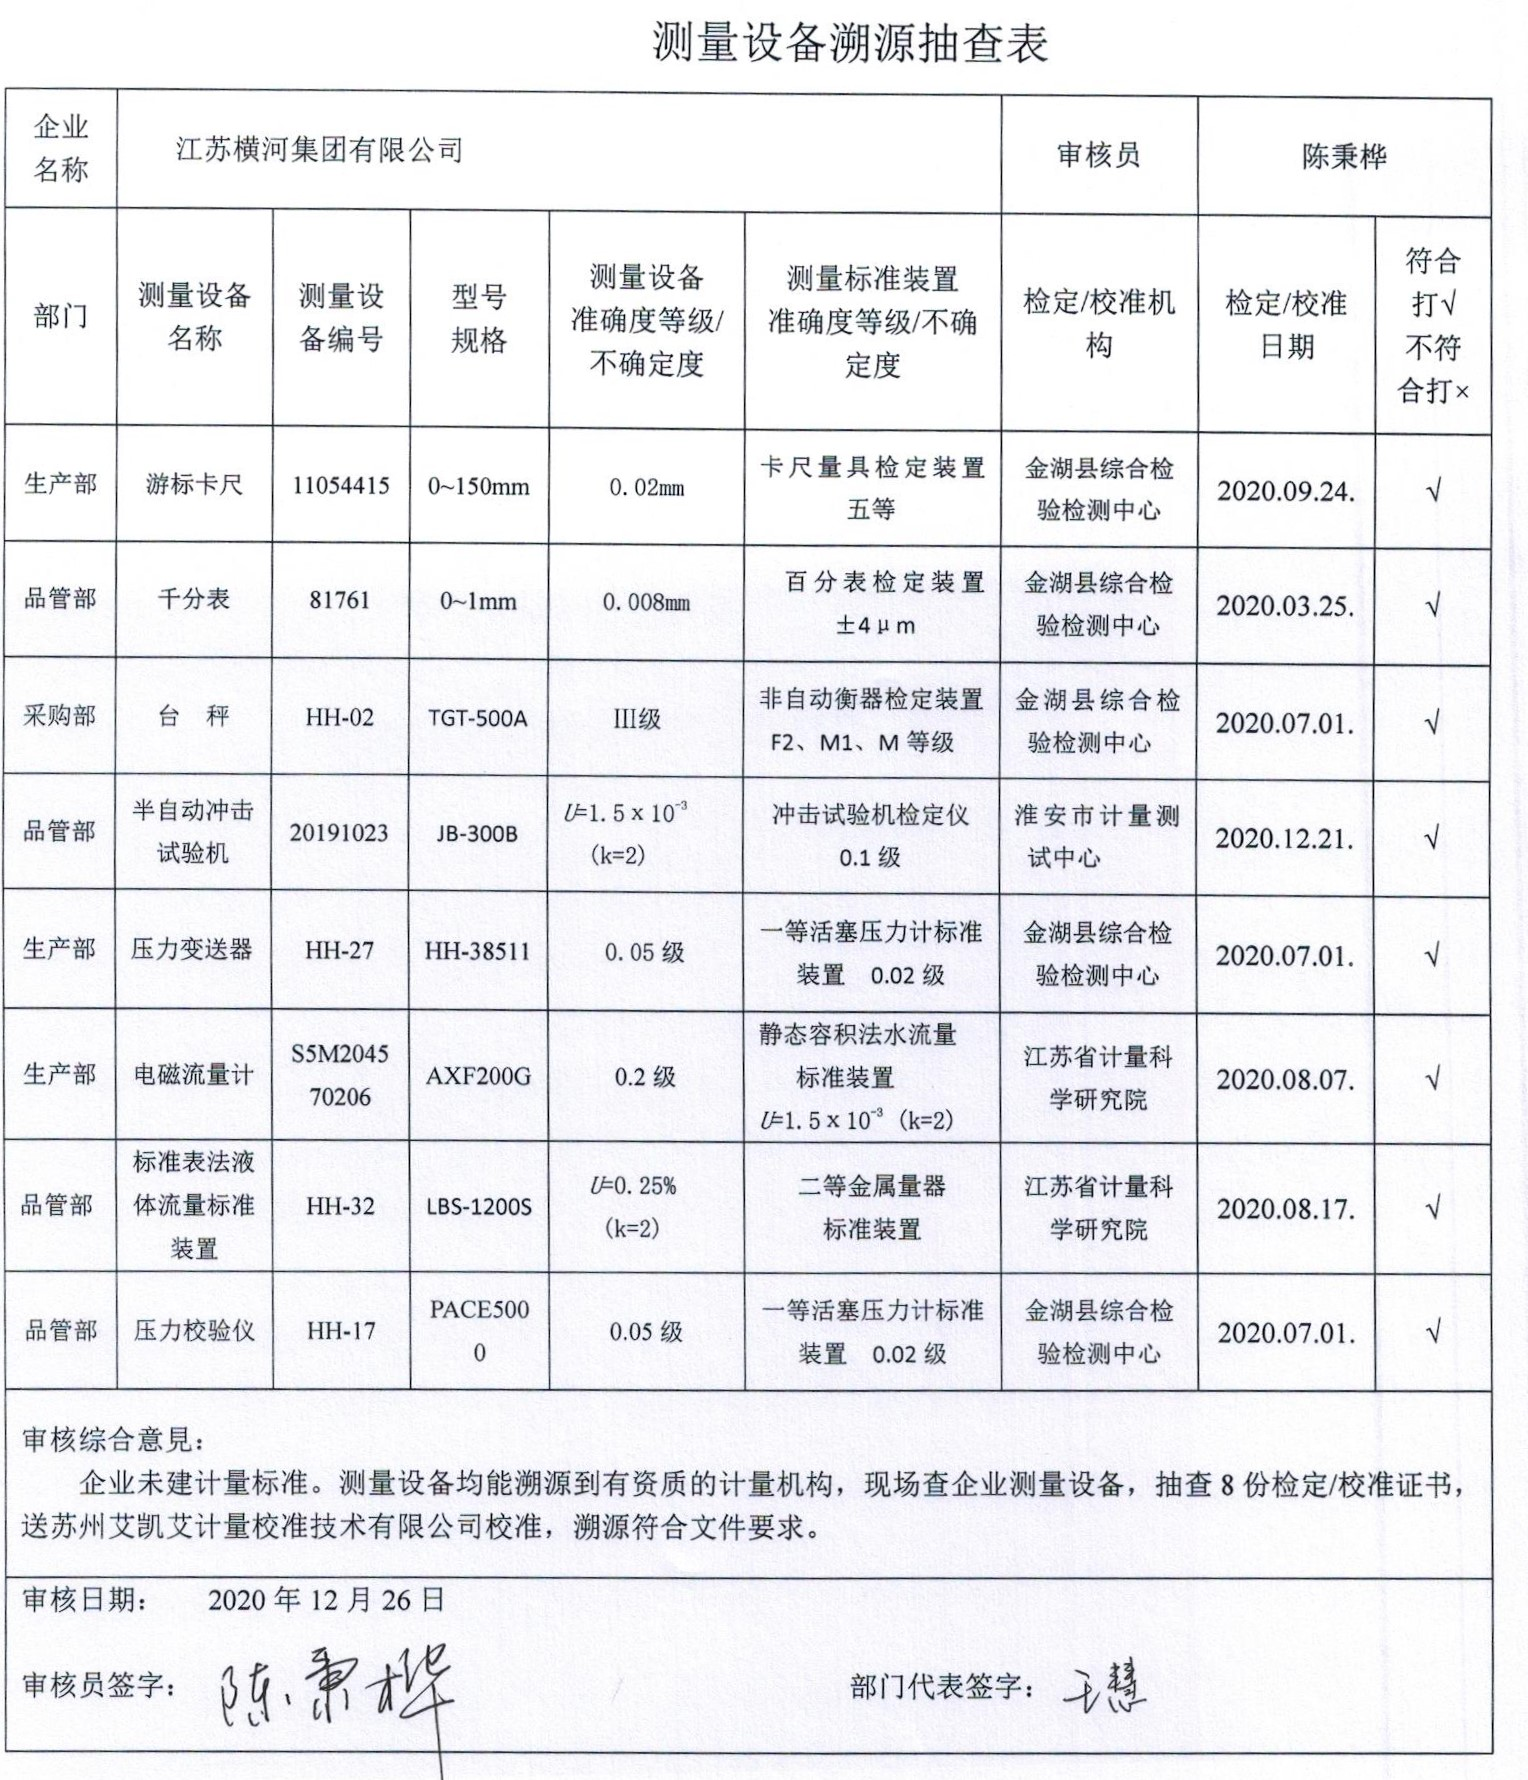 测量设备溯源抽查表
企业
名称
江苏横河集团有限公司
审核员
陈秉桦
部门
测量设备
名称
测量设
备编号
型号
规格
测量设备
准确度等级/
不确定度
测量标准装置
准确度等级/不确
定度
检定/校准机
构
检定/校准
日期
符合
打√
不符
合打×
生产部
游标卡尺
11054415
0~150mm
0.02mm
卡尺量具检定装置
五等
金湖县综合检
验检测中心
2020.09.24.
√
品管部
千分表
81761
0~1mm
0.008mm
百分表检定装置
±4μm
金湖县综合检
验检测中心
2020.03.25.
√
采购部
台 秤
HH-02
TGT-500A
Ⅲ级
非自动衡器检定装置
F2、M1、M 等级
金湖县综合检
验检测中心
2020.07.01.
√
品管部
半自动冲击
试验机
20191023
JB-300B
U=1.5x10⁻³
(k=2)
冲击试验机检定仪
0.1 级
淮安市计量测
试中心
2020.12.21.
√
生产部
压力变送器
HH-27
HH-38511
0.05 级
一等活塞压力计标准
装置 0.02 级
金湖县综合检
验检测中心
2020.07.01.
√
生产部
电磁流量计
S5M2045
70206
AXF200G
0.2 级
静态容积法水流量
标准装置
U=1.5x10⁻³ (k=2)
江苏省计量科
学研究院
2020.08.07.
√
品管部
标准表法液
体流量标准
装置
HH-32
LBS-1200S
U=0.25%
(k=2)
二等金属量器
标准装置
江苏省计量科
学研究院
2020.08.17.
√
品管部
压力校验仪
HH-17
PACE500
0
0.05 级
一等活塞压力计标准
装置 0.02 级
金湖县综合检
验检测中心
2020.07.01.
√
审核综合意见:
企业未建计量标准。测量设备均能溯源到有资质的计量机构，现场查企业测量设备，抽查 8 份检定/校准证书，
送苏州艾凯艾计量校准技术有限公司校准，溯源符合文件要求。
审核日期: 2020 年 12 月 26 日
审核员签字: 陈秉桦
部门代表签字: 王慧